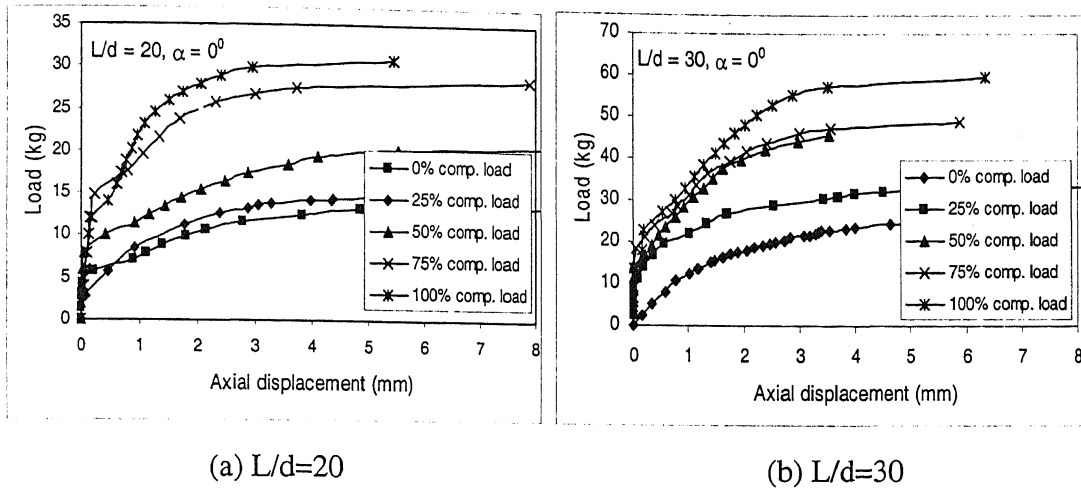 L/d = 20, α = 0⁰
35
30
25
20
15
10
5
0
Load (kg)
0 1 2 3 4 5 6 7 8
Axial displacement (mm)
0% comp. load
25% comp. load
50% comp. load
75% comp. load
100% comp. load
(a) L/d=20
L/d = 30, α = 0⁰
70
60
50
40
30
20
10
0
Load (kg)
0 1 2 3 4 5 6 7 8
Axial displacement (mm)
0% comp. load
25% comp. load
50% comp. load
75% comp. load
100% comp. load
(b) L/d=30